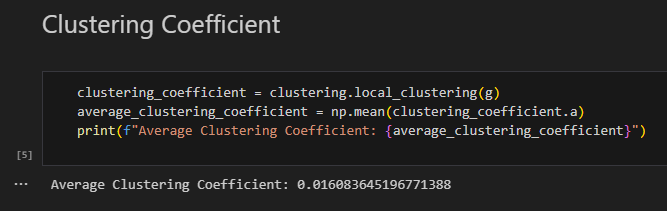 Clustering Coefficient
clustering_coefficient = clustering.local_clustering(g)
average_clustering_coefficient = np.mean(clustering_coefficient.a)
print(f"Average Clustering Coefficient: {average_clustering_coefficient}")
[5]
... Average Clustering Coefficient: 0.016083645196771388